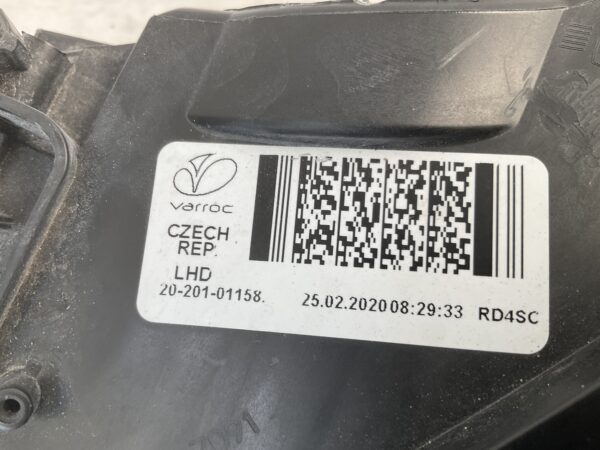 varroc
CZECH
REP.
LHD
20-201-01158. 25.02.2020 08:29:33 RD4SC